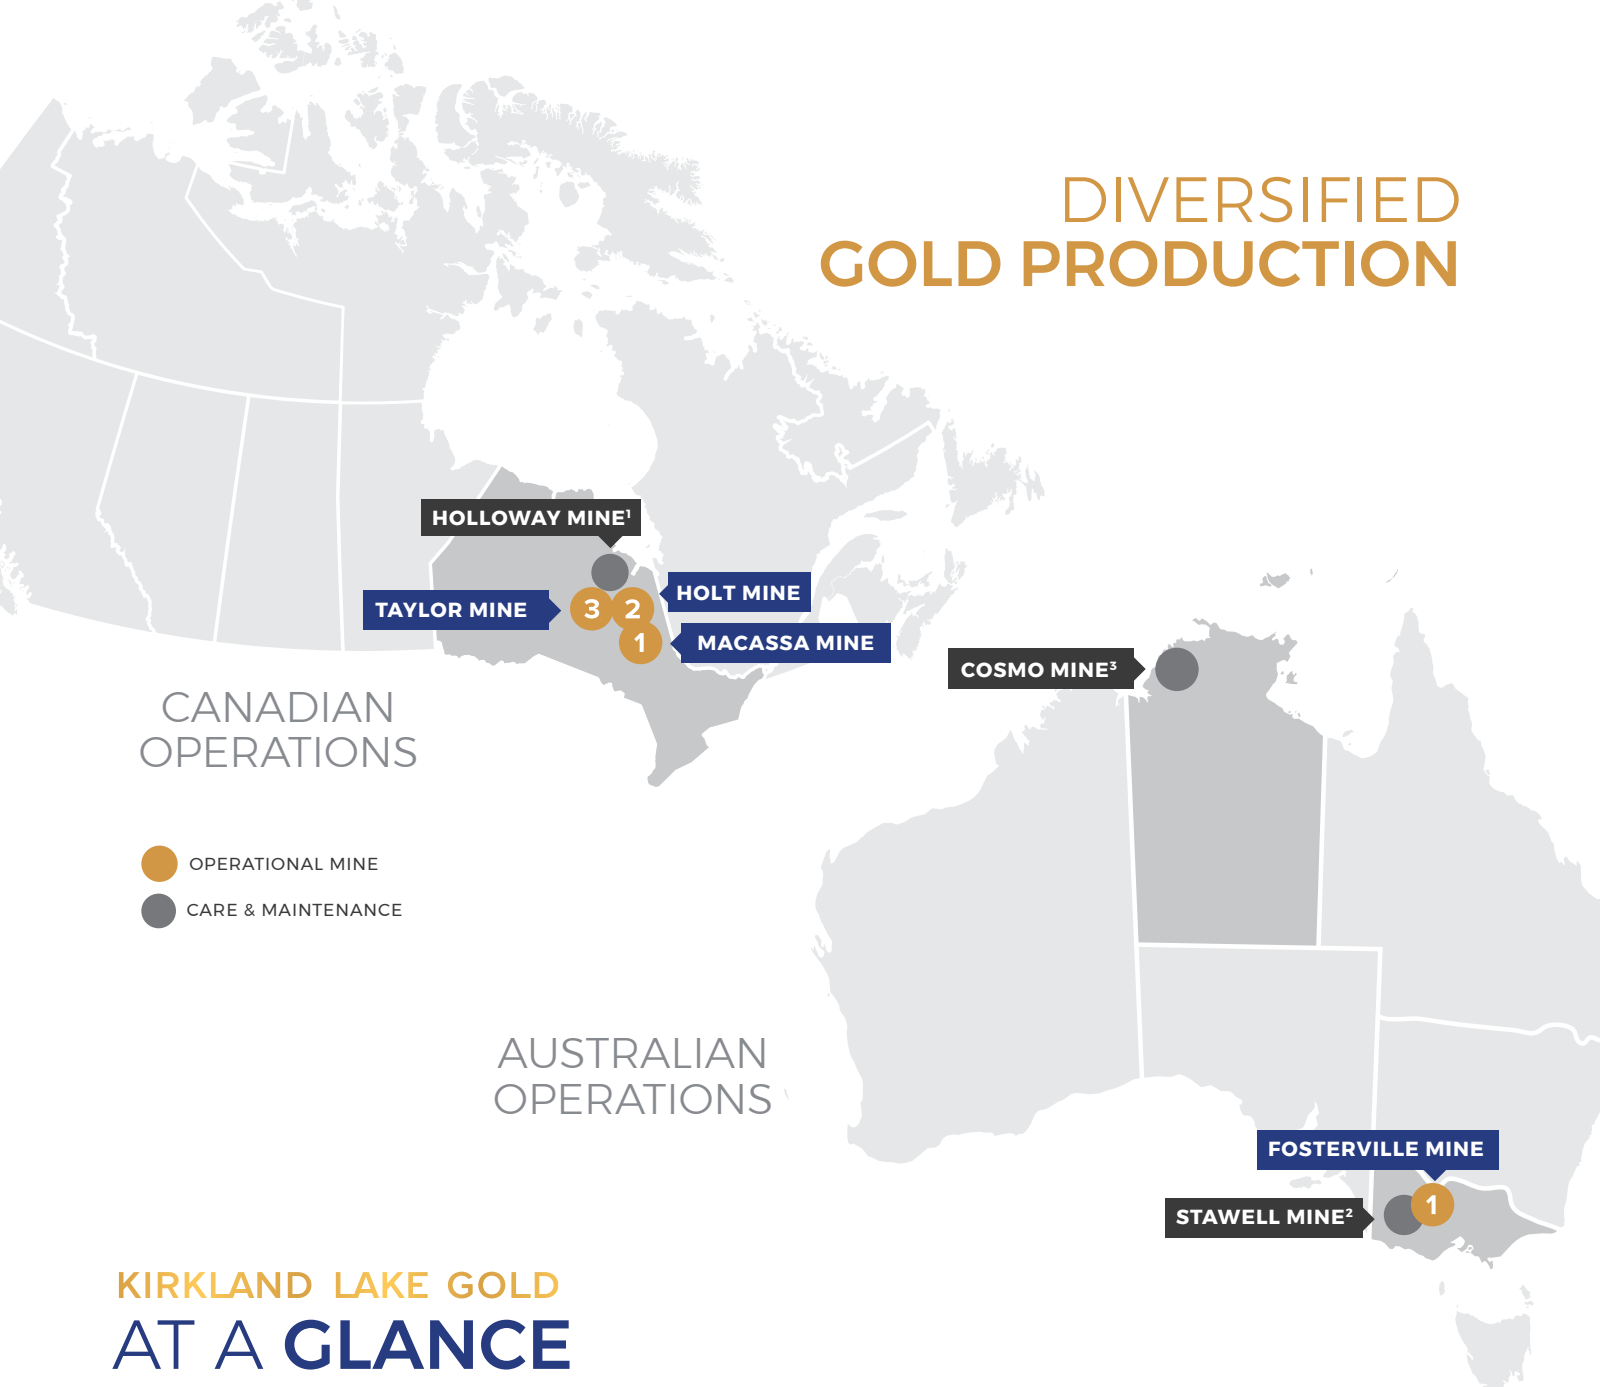 DIVERSIFIED
GOLD PRODUCTION
HOLLOWAY MINE¹
TAYLOR MINE
3
2
HOLT MINE
1
MACASSA MINE
COSMO MINE³
CANADIAN
OPERATIONS
OPERATIONAL MINE
CARE & MAINTENANCE
AUSTRALIAN
OPERATIONS
FOSTERVILLE MINE
1
STAWELL MINE²
KIRKLAND LAKE GOLD
AT A GLANCE